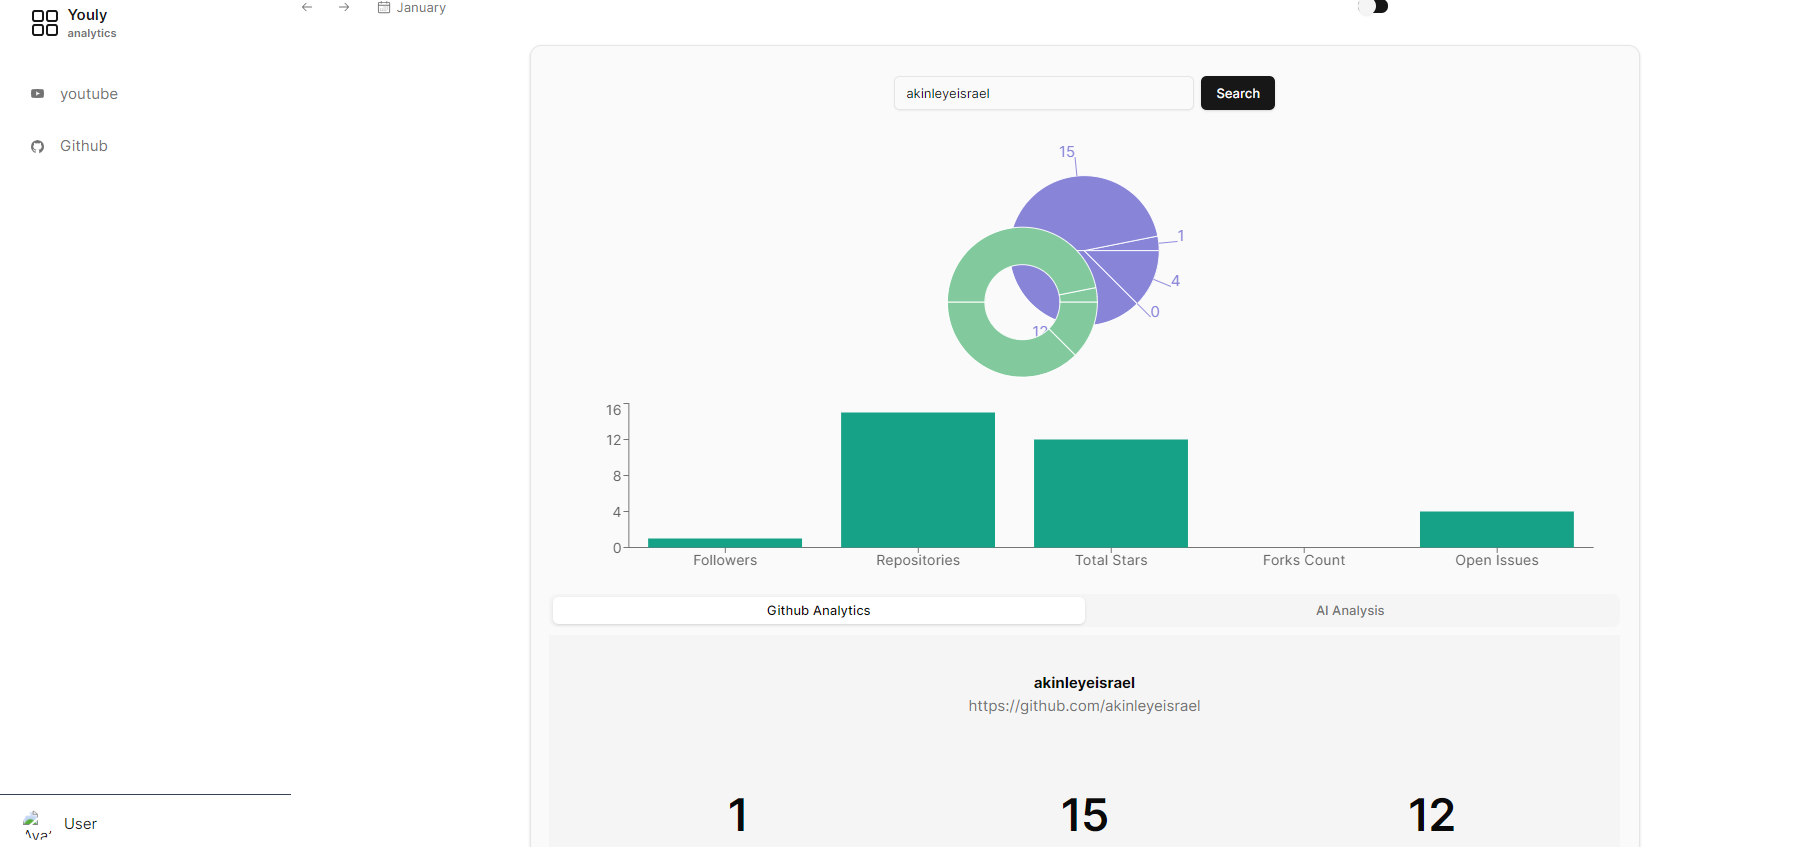 Youly
analytics
January
youtube
Github
User
akinleyeisrael
Search
15
1
4
0
12
16
12
8
4
0
Followers
Repositories
Total Stars
Forks Count
Open Issues
Github Analytics
AI Analysis
akinleyeisrael
https://github.com/akinleyeisrael
1
15
12